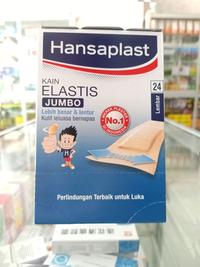 Hansaplast
KAIN
ELASTIS
JUMBO
Lebih besar & lentur
Kulit leluasa bernapas
24
Lembar
No.1
H
Perlindungan Terbaik untuk Luka